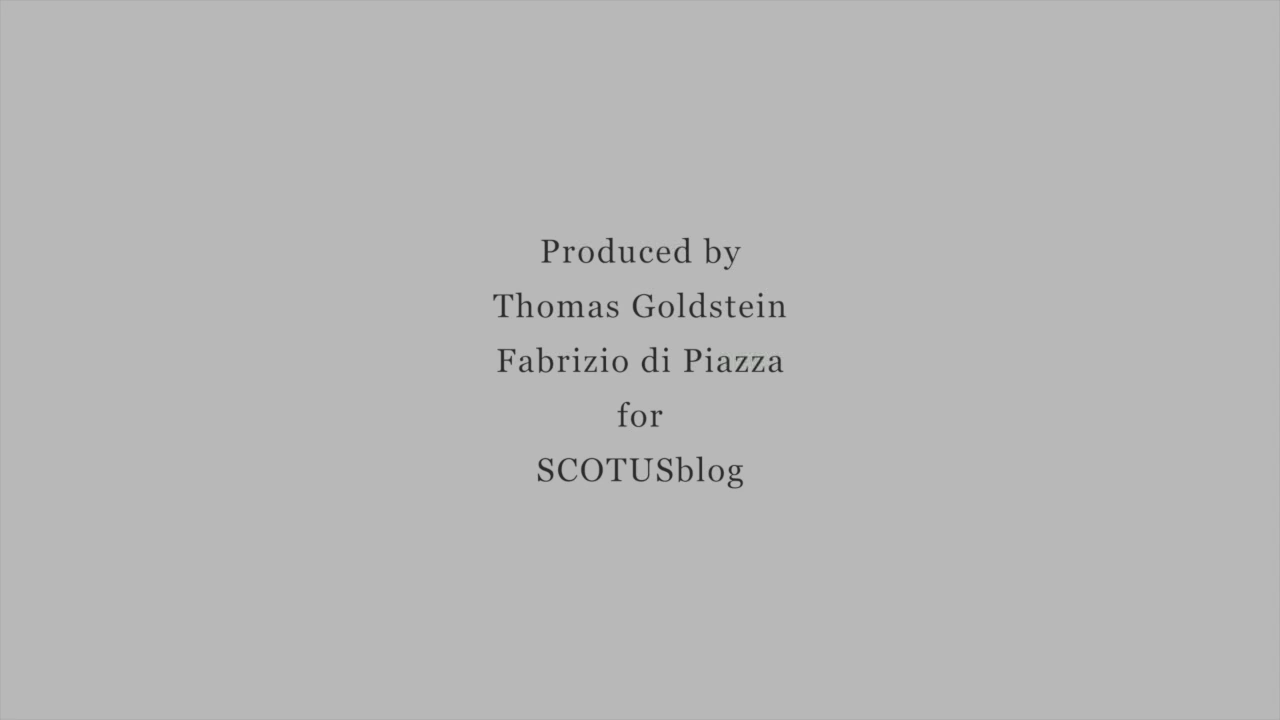 Produced by
Thomas Goldstein
Fabrizio di Piazza
for
SCOTUSblog